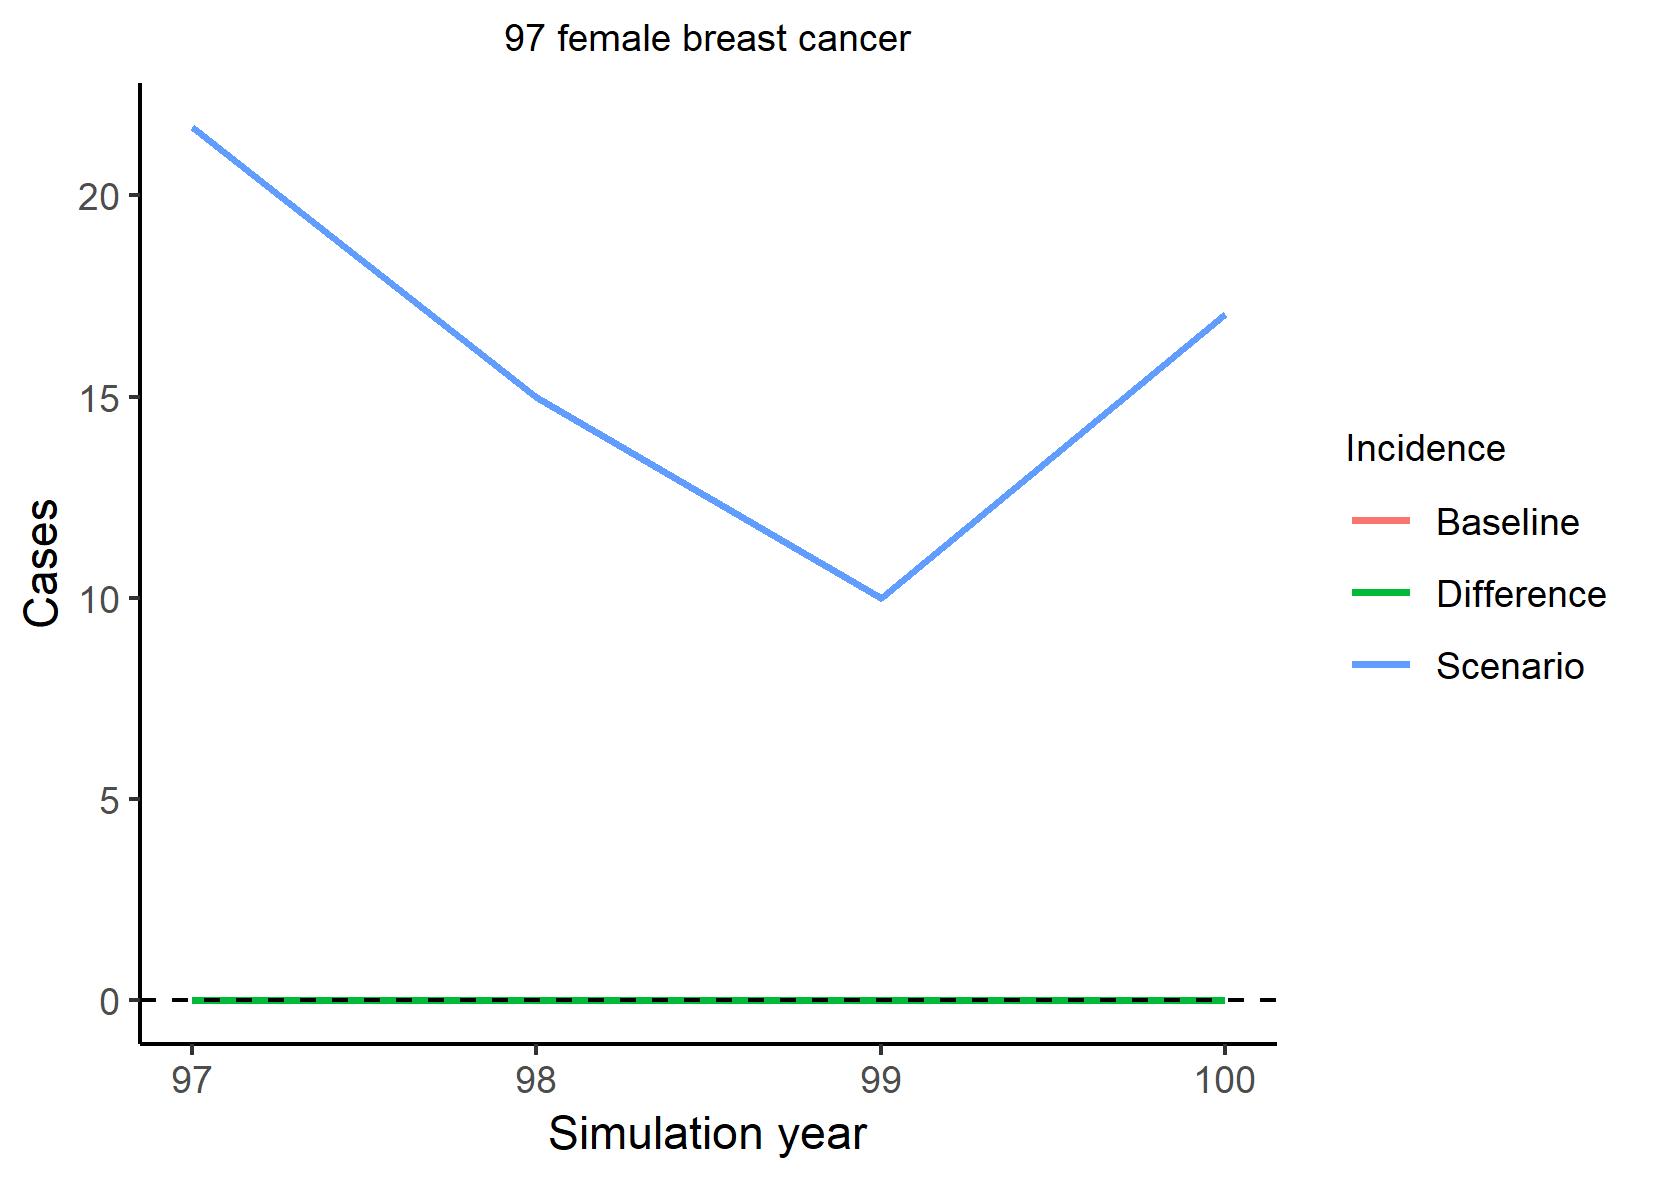 97 female breast cancer
Cases
20
15
10
5
0
97 98 99 100
Simulation year
Incidence
Baseline
Difference
Scenario